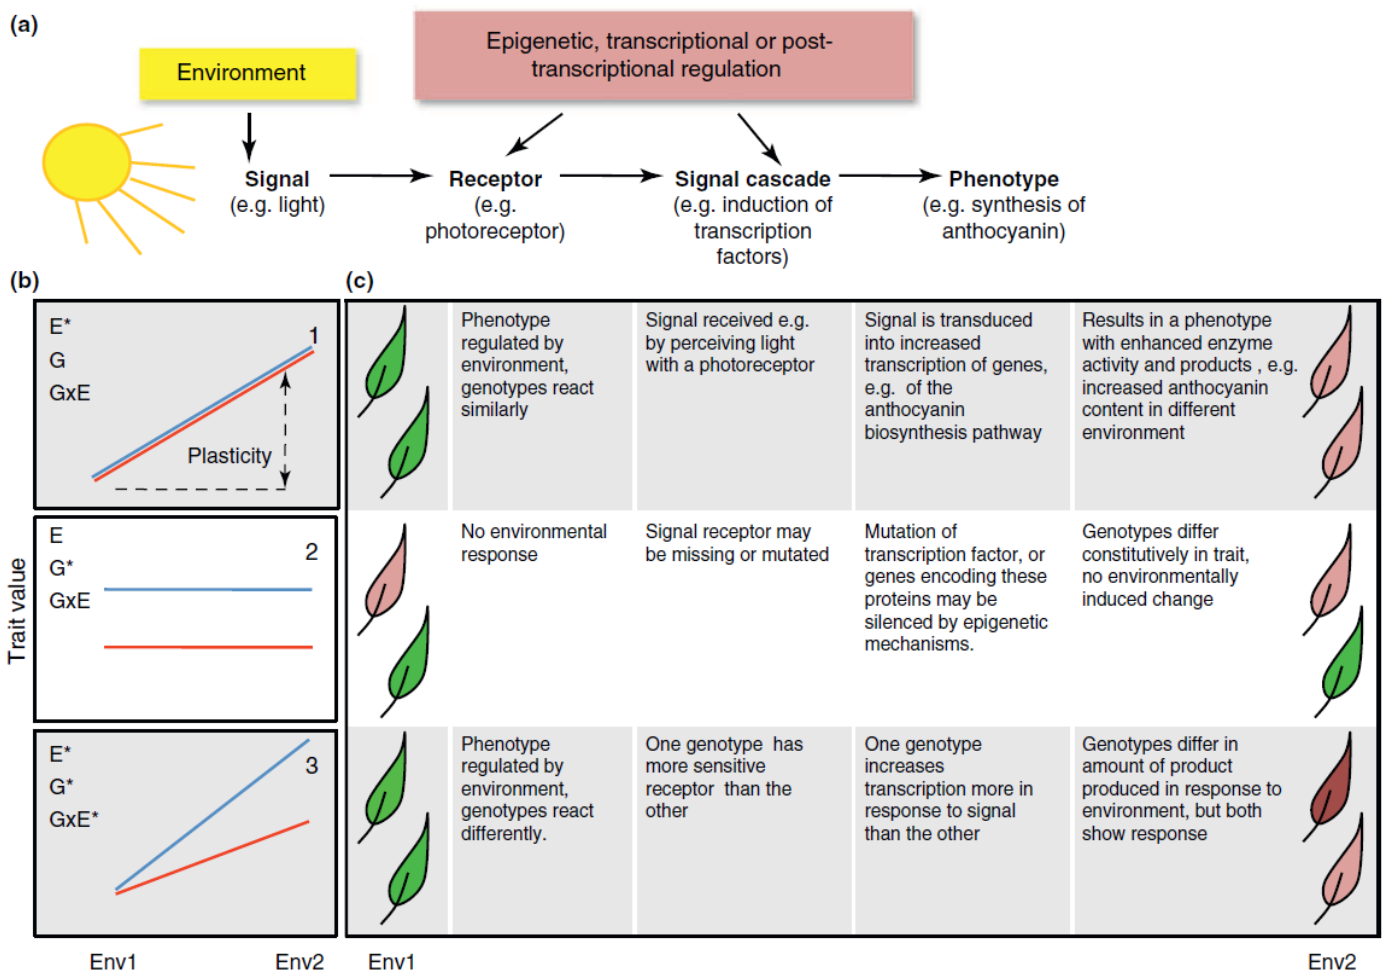 (a)
Environment
Epigenetic, transcriptional or post-
transcriptional regulation
Signal
(e.g. light)
Receptor
(e.g.
photoreceptor)
Signal cascade
(e.g. induction of
transcription
factors)
Phenotype
(e.g. synthesis of
anthocyanin)
(b)
Trait value
E*
G
GxE
1
Plasticity
E
G*
GxE
2
E*
G*
GxE*
3
Env1
Env2
(c)
Phenotype
regulated by
environment,
genotypes react
similarly
Signal received e.g.
by perceiving light
with a photoreceptor
Signal is transduced
into increased
transcription of genes,
e.g. of the
anthocyanin
biosynthesis pathway
Results in a phenotype
with enhanced enzyme
activity and products , e.g.
increased anthocyanin
content in different
environment
No environmental
response
Signal receptor may
be missing or mutated
Mutation of
transcription factor, or
genes encoding these
proteins may be
silenced by epigenetic
mechanisms.
Genotypes differ
constitutively in trait,
no environmentally
induced change
Phenotype
regulated by
environment,
genotypes react
differently.
One genotype has
more sensitive
receptor than the
other
One genotype
increases
transcription more in
response to signal
than the other
Genotypes differ in
amount of product
produced in response to
environment, but both
show response
Env1
Env2